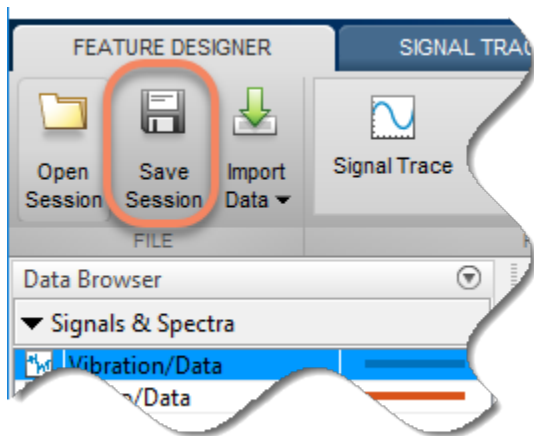 FEATURE DESIGNER
SIGNAL
Open Session
Save Session
Import Data
Signal Trace
FILE
Data Browser
Signals & Spectra
Vibration/Data
/Data